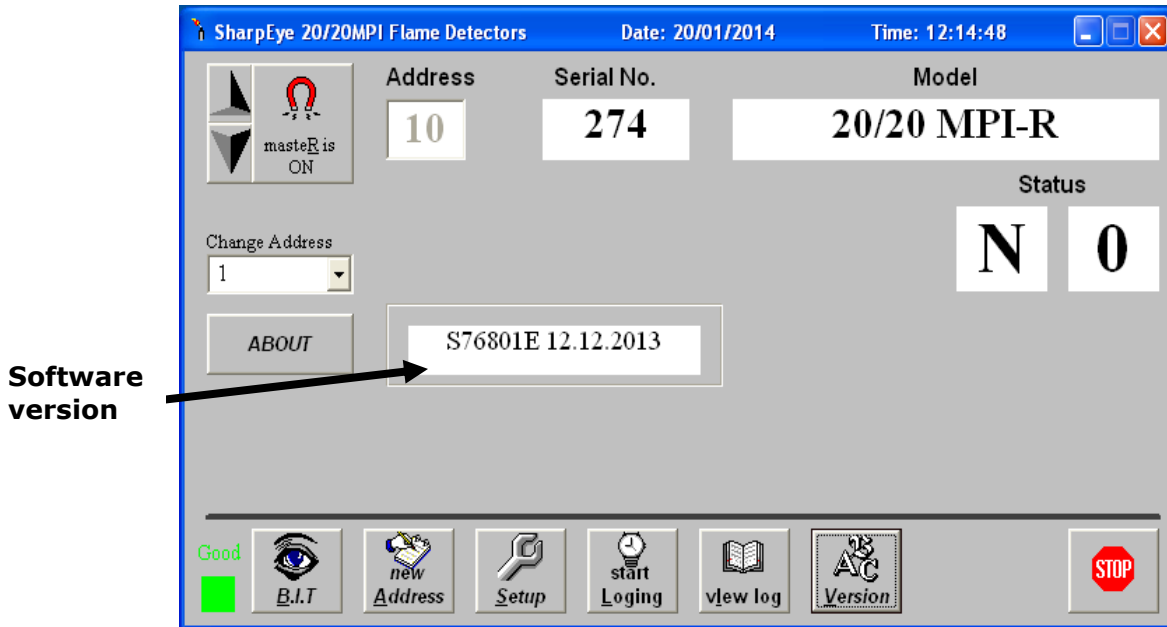 SharpEye 20/20MPI Flame Detectors Date: 20/01/2014 Time: 12:14:48
Address Serial No. Model
10 274 20/20 MPI-R
masteR is
ON
Status
N 0
Change Address
1
ABOUT
S76801E 12.12.2013
Software
version
Good
B.I.T
new
Address
Setup
start
Loging
vIew log
Version
STOP